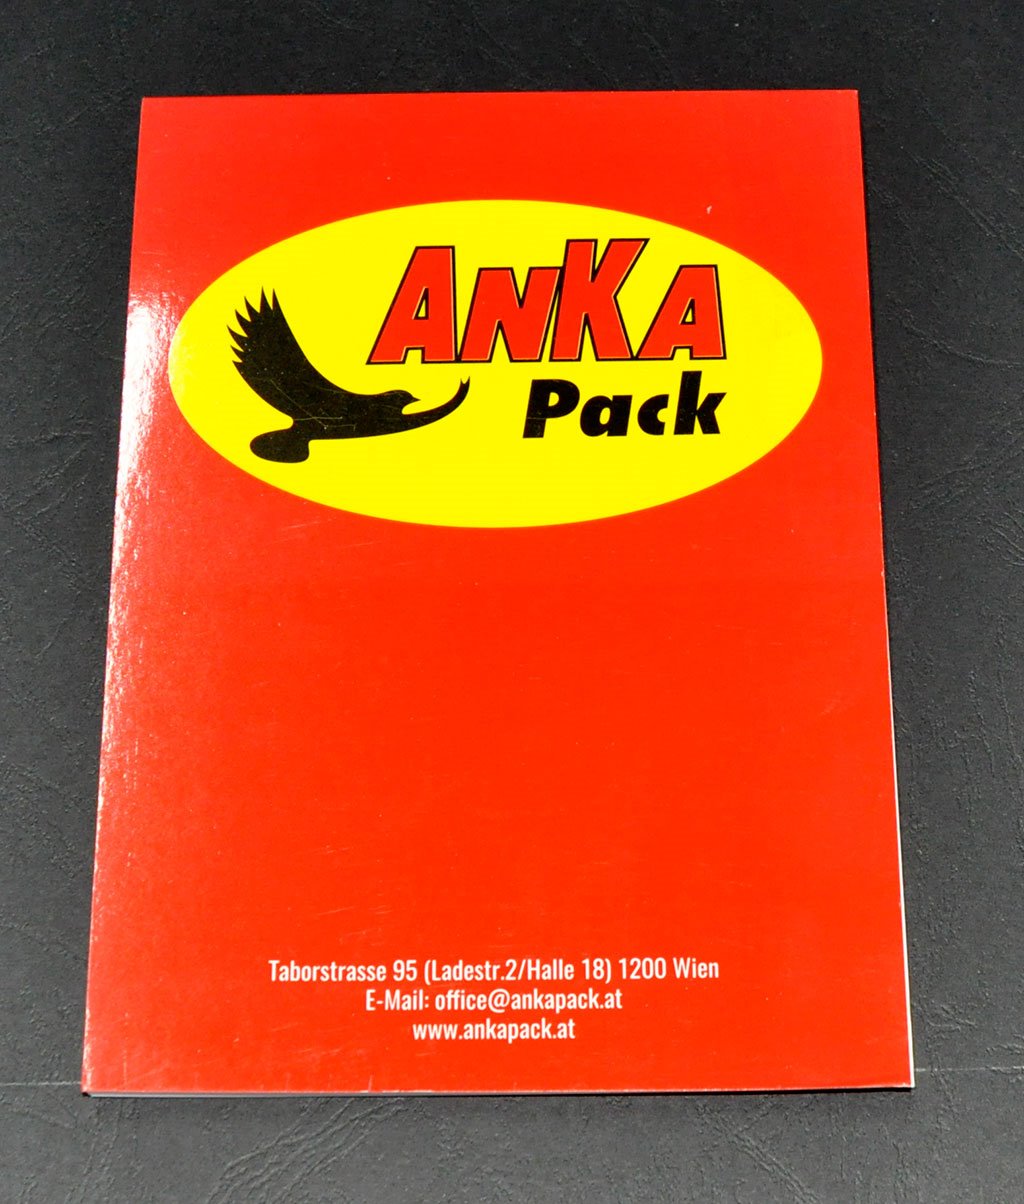 ANKA
Pack
Taborstrasse 95 (Ladestr.2/Halle 18) 1200 Wien
E-Mail: office@ankapack.at
www.ankapack.at